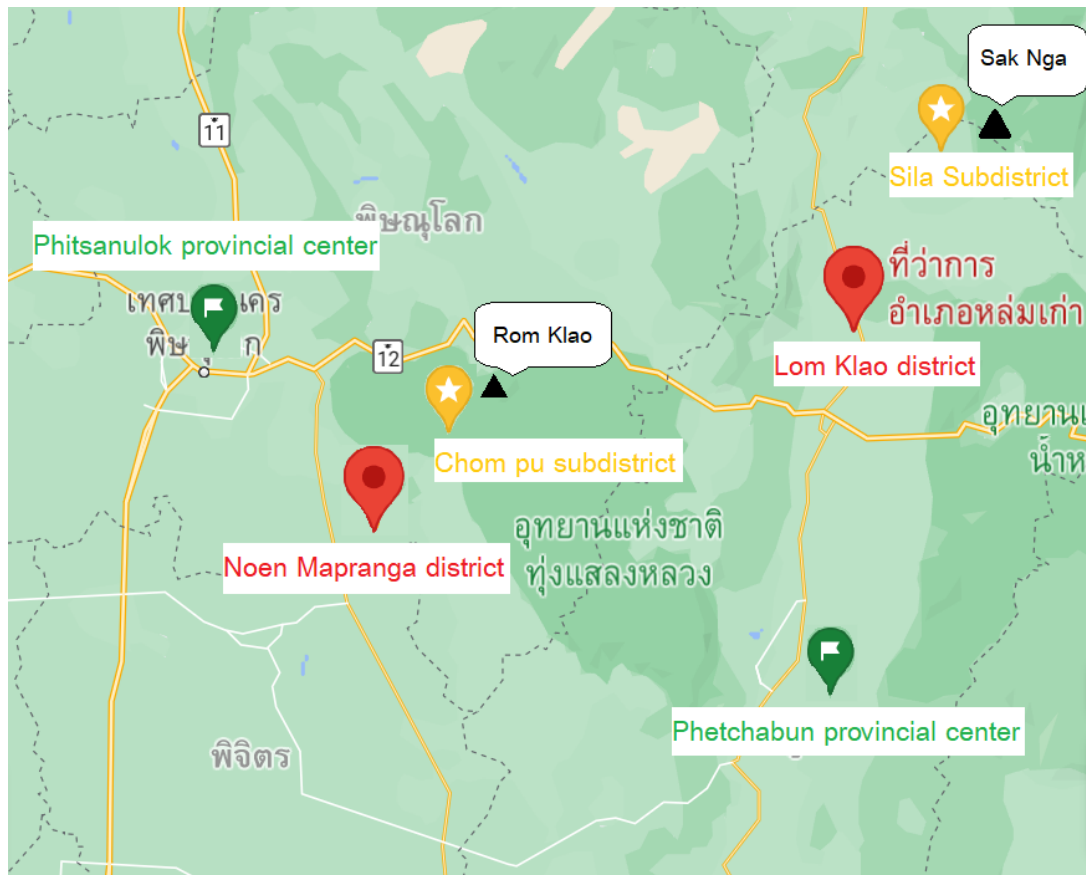 Sak Nga
11
Sila Subdistrict
พิษณุโลก
Phitsanulok provincial center
ที่ว่าการ
อำเภอหล่มเก่า
Rom Klao
12
Lom Klao district
Chom pu subdistrict
อุทยานแห่งชาติ
ทุ่งแสลงหลวง
Noen Mapranga district
Phetchabun provincial center
พิจิตร